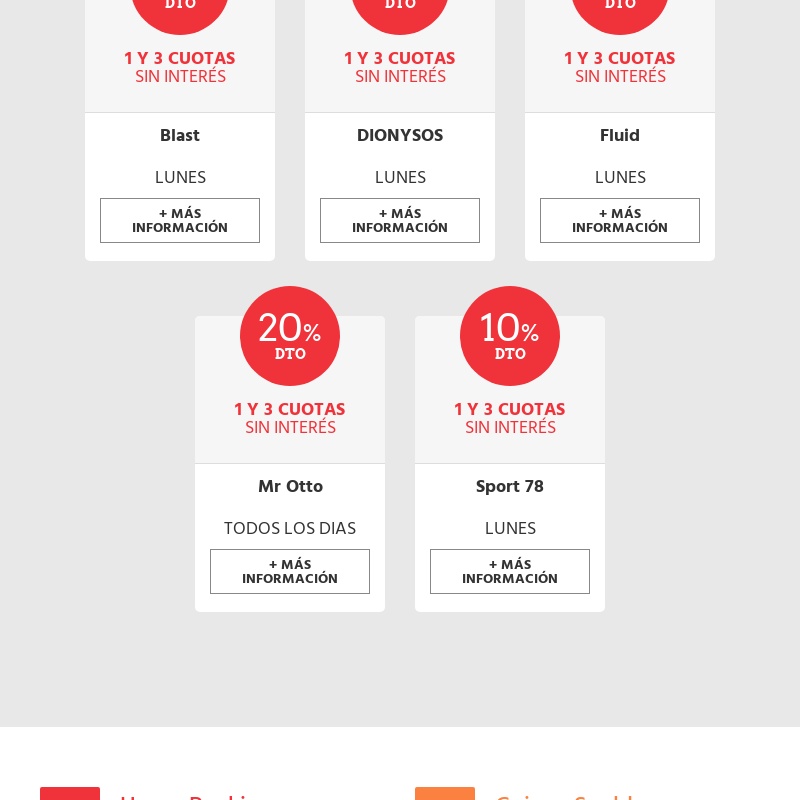 DTO
DTO
DTO
1 Y 3 CUOTAS
SIN INTERÉS
1 Y 3 CUOTAS
SIN INTERÉS
1 Y 3 CUOTAS
SIN INTERÉS
Blast
LUNES
+ MÁS
INFORMACIÓN
DIONYSOS
LUNES
+ MÁS
INFORMACIÓN
Fluid
LUNES
+ MÁS
INFORMACIÓN
20%
DTO
1 Y 3 CUOTAS
SIN INTERÉS
Mr Otto
TODOS LOS DIAS
+ MÁS
INFORMACIÓN
10%
DTO
1 Y 3 CUOTAS
SIN INTERÉS
Sport 78
LUNES
+ MÁS
INFORMACIÓN